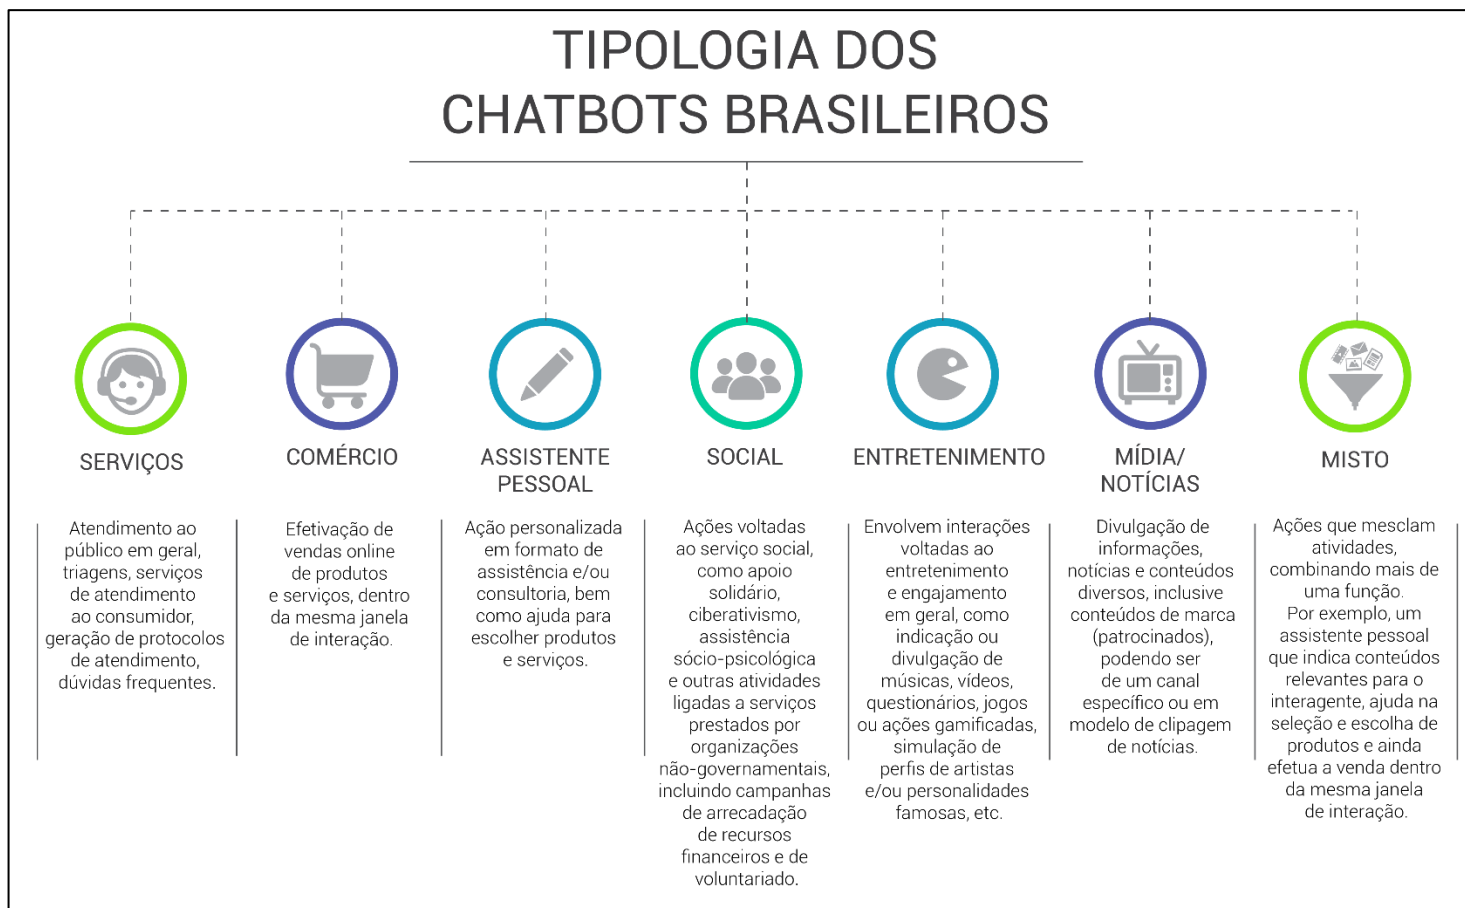 TIPOLOGIA DOS
CHATBOTS BRASILEIROS
SERVIÇOS
Atendimento ao
público em geral,
triagens, serviços
de atendimento
ao consumidor,
geração de protocolos
de atendimento,
dúvidas frequentes.
COMÉRCIO
Efetivação de
vendas online
de produtos
e serviços, dentro
da mesma janela
de interação.
ASSISTENTE
PESSOAL
Ação personalizada
em formato de
assistência e/ou
consultoria, bem
como ajuda para
escolher produtos
e serviços.
SOCIAL
Ações voltadas
ao serviço social,
como apoio
solidário,
ciberativismo,
assistência
sócio-psicológica
e outras atividades
ligadas a serviços
prestados por
organizações
não-governamentais,
incluindo campanhas
de arrecadação
de recursos
financeiros e de
voluntariado.
ENTRETENIMENTO
Envolvem interações
voltadas ao
entretenimento
e engajamento
em geral, como
indicação ou
divulgação de
músicas, vídeos,
questionários, jogos
ou ações gamificadas,
simulação de
perfis de artistas
e/ou personalidades
famosas, etc.
MÍDIA/
NOTÍCIAS
Divulgação de
informações,
notícias e conteúdos
diversos, inclusive
conteúdos de marca
(patrocinados),
podendo ser
de um canal
específico ou em
modelo de clipagem
de notícias.
MISTO
Ações que mesclam
atividades,
combinando mais de
uma função.
Por exemplo, um
assistente pessoal
que indica conteúdos
relevantes para o
interagente, ajuda na
seleção e escolha de
produtos e ainda
efetua a venda dentro
da mesma janela
de interação.